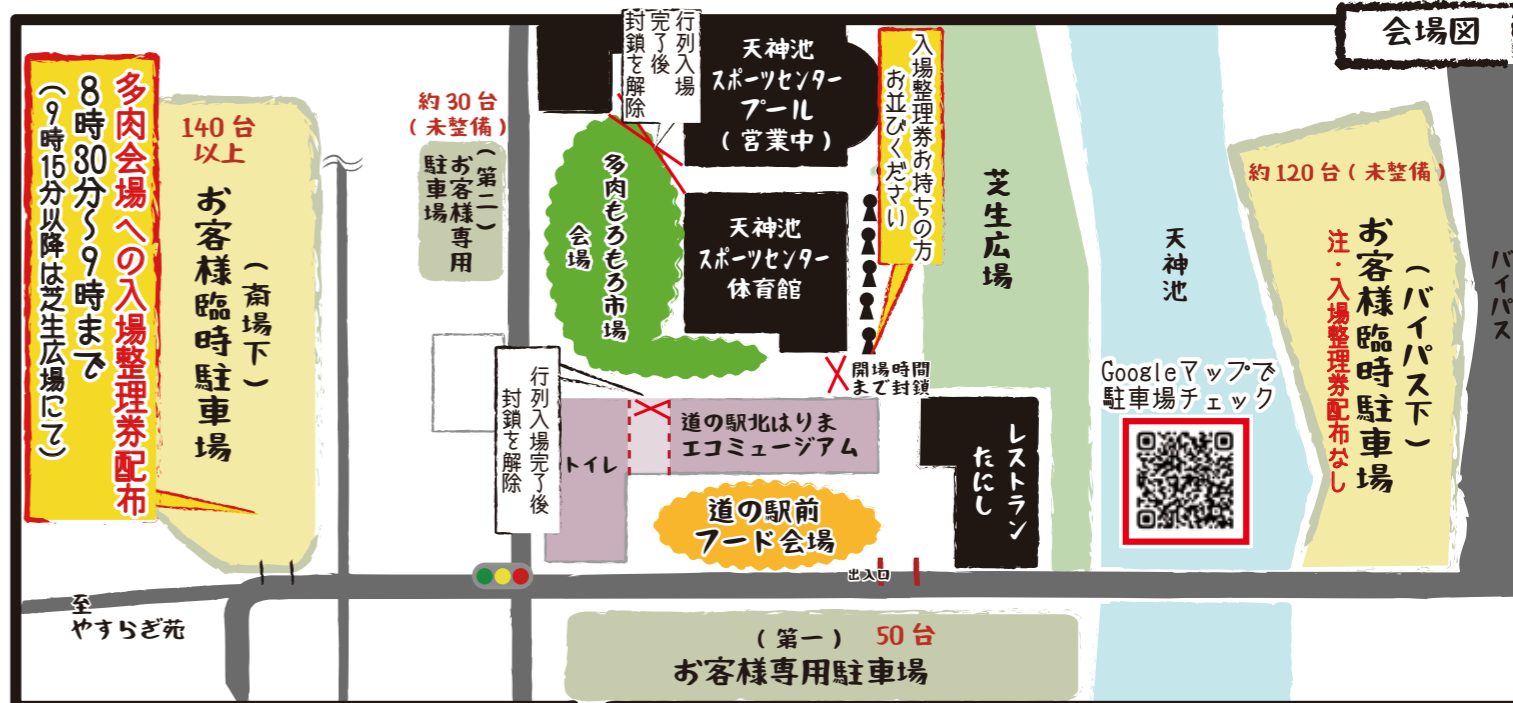 会場図
多肉会場への入場整理券配布
8時30分～9時まで
(9時15分以降は芝生広場にて)
140台
以上
(斎場下)
お客様臨時駐車場
約30台
(未整備)
(第二)
お客様専用
駐車場
行列入場
完了後
封鎖を解除
天神池
スポーツセンター
プール
(営業中)
入場整理券お持ちの方
お並びください
多肉もろもろ市場
会場
天神池
スポーツセンター
体育館
芝生広場
天神池
約120台(未整備)
(バイパス下)
お客様臨時駐車場
注・入場整理券配布なし
バイパス
開場時間
まで封鎖
Googleマップで
駐車場チェック
行列入場完了後
封鎖を解除
トイレ
道の駅北はりま
エコミュージアム
レストラン
たにし
道の駅前
フード会場
出入口
至
やすらぎ苑
(第一) 50台
お客様専用駐車場